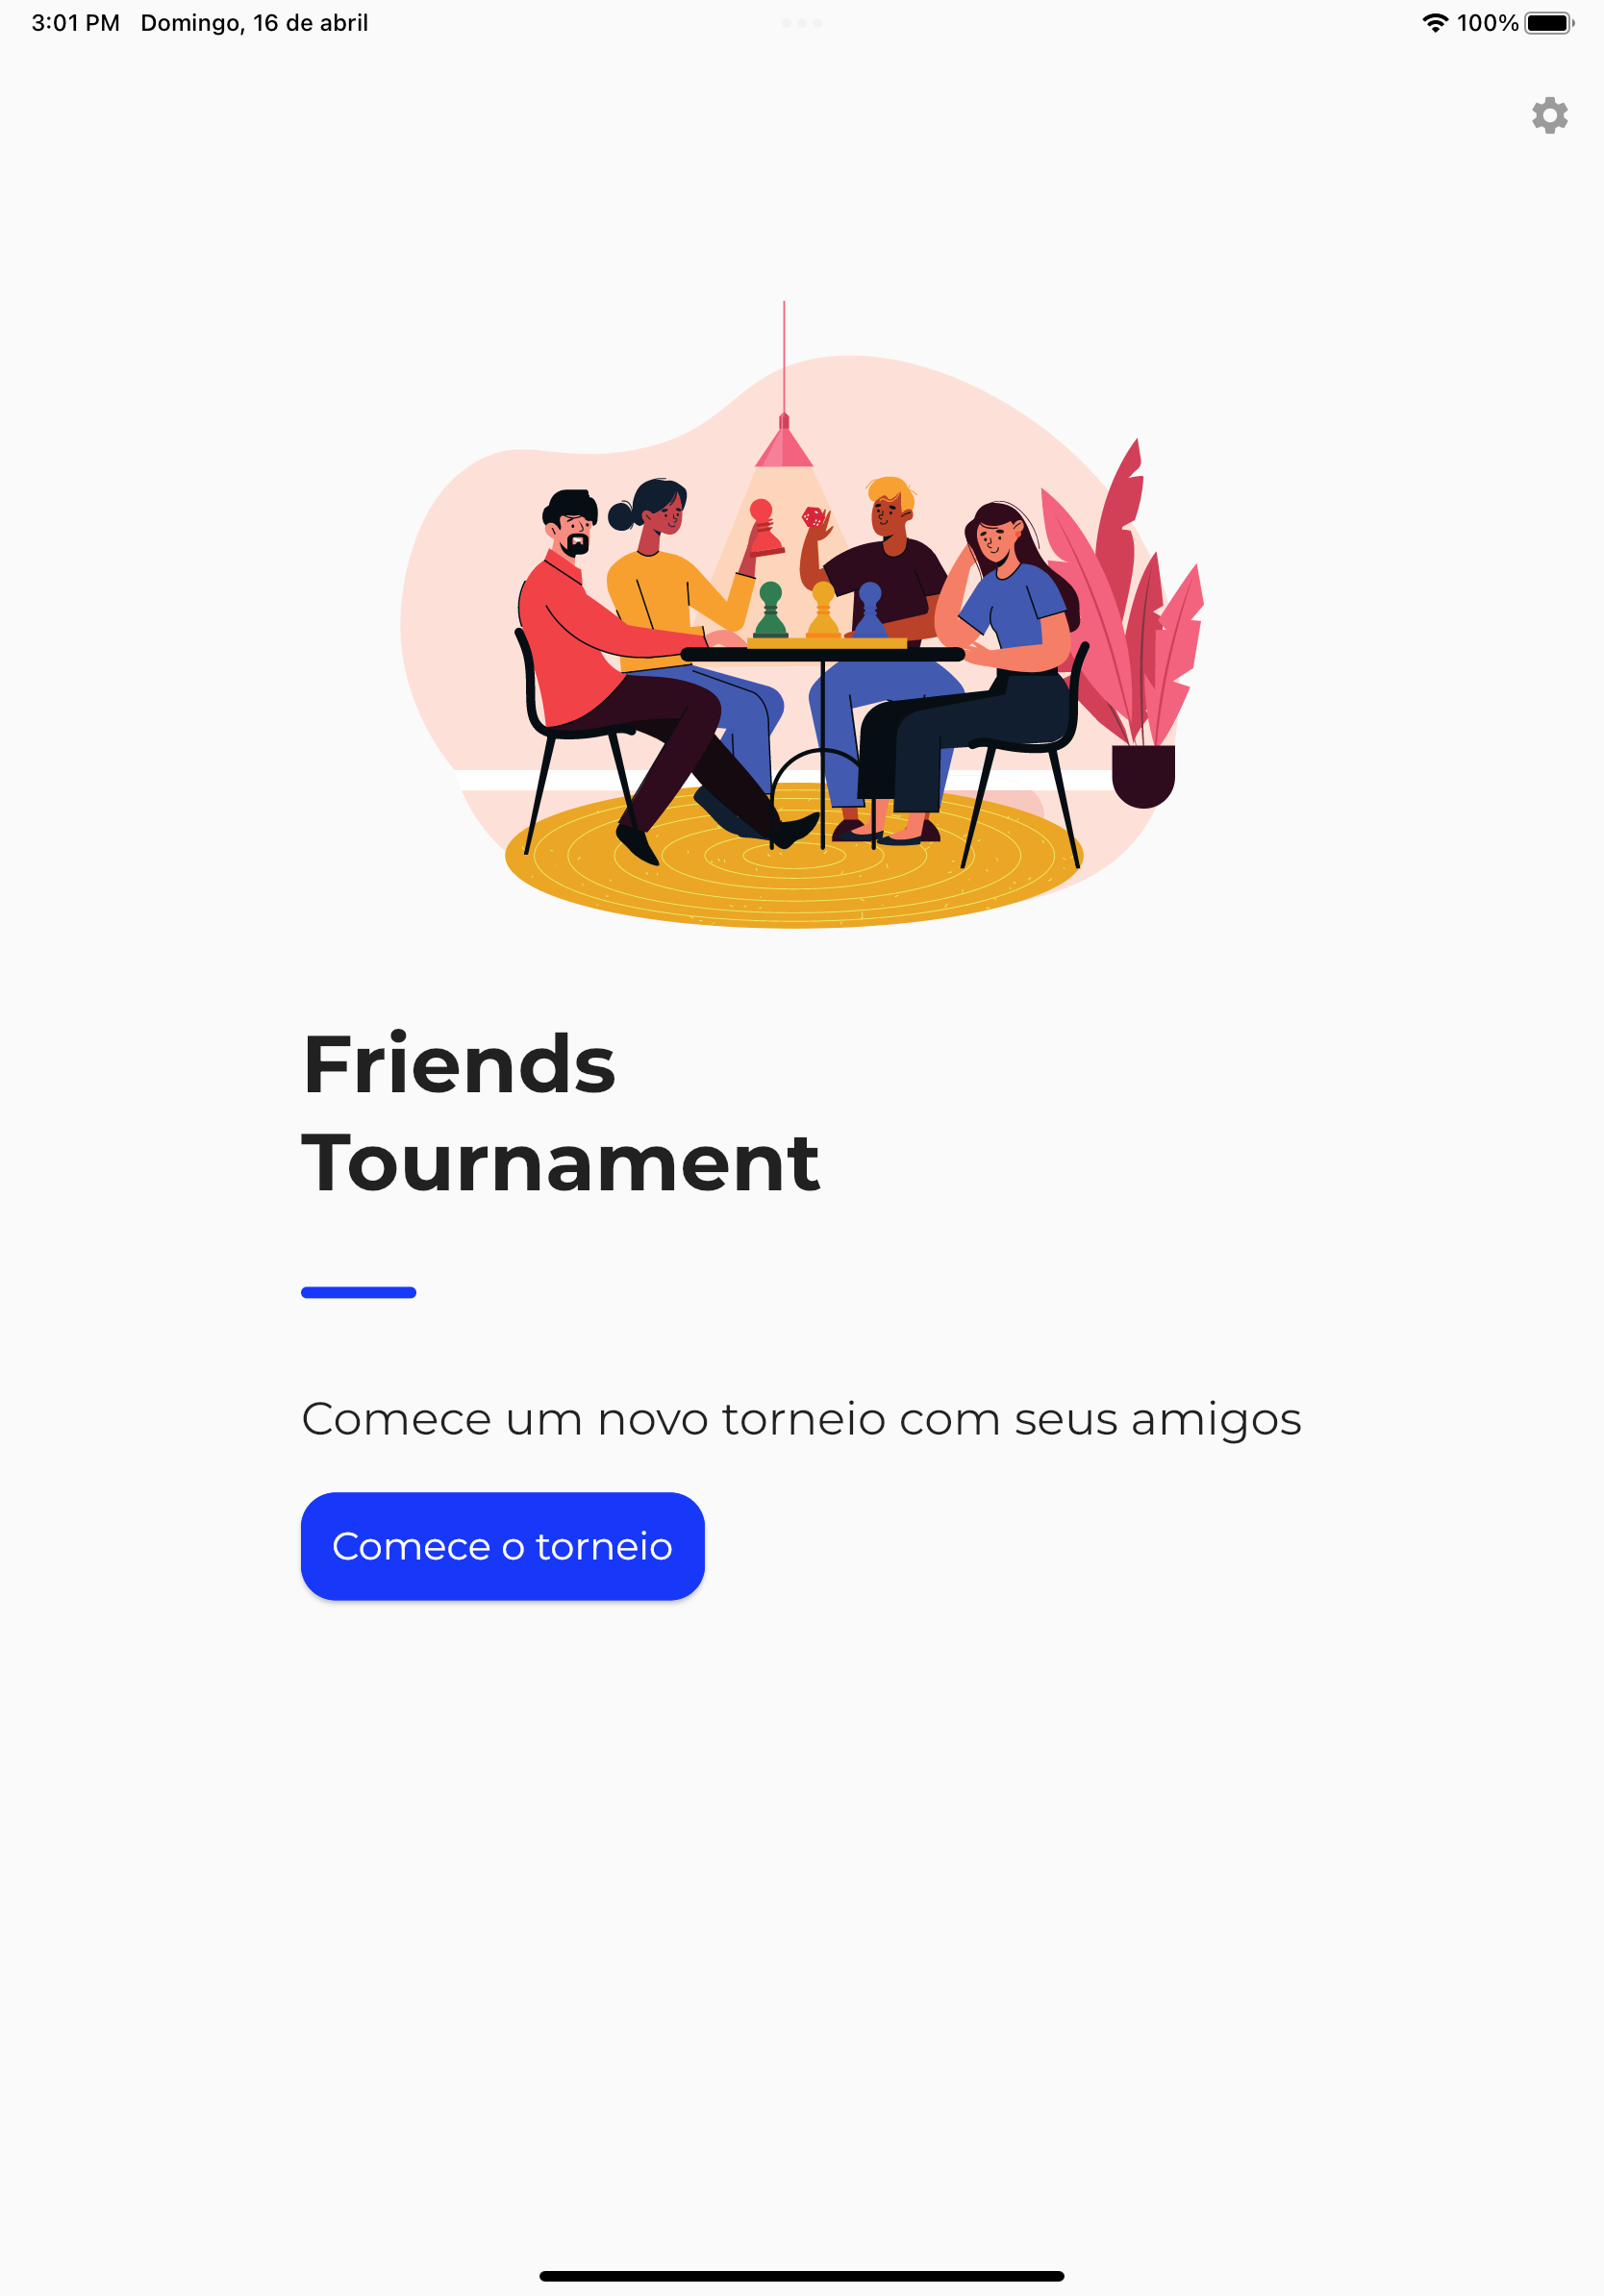 3:01 PM Domingo, 16 de abril 100%
Friends
Tournament
Comece um novo torneio com seus amigos
Comece o torneio